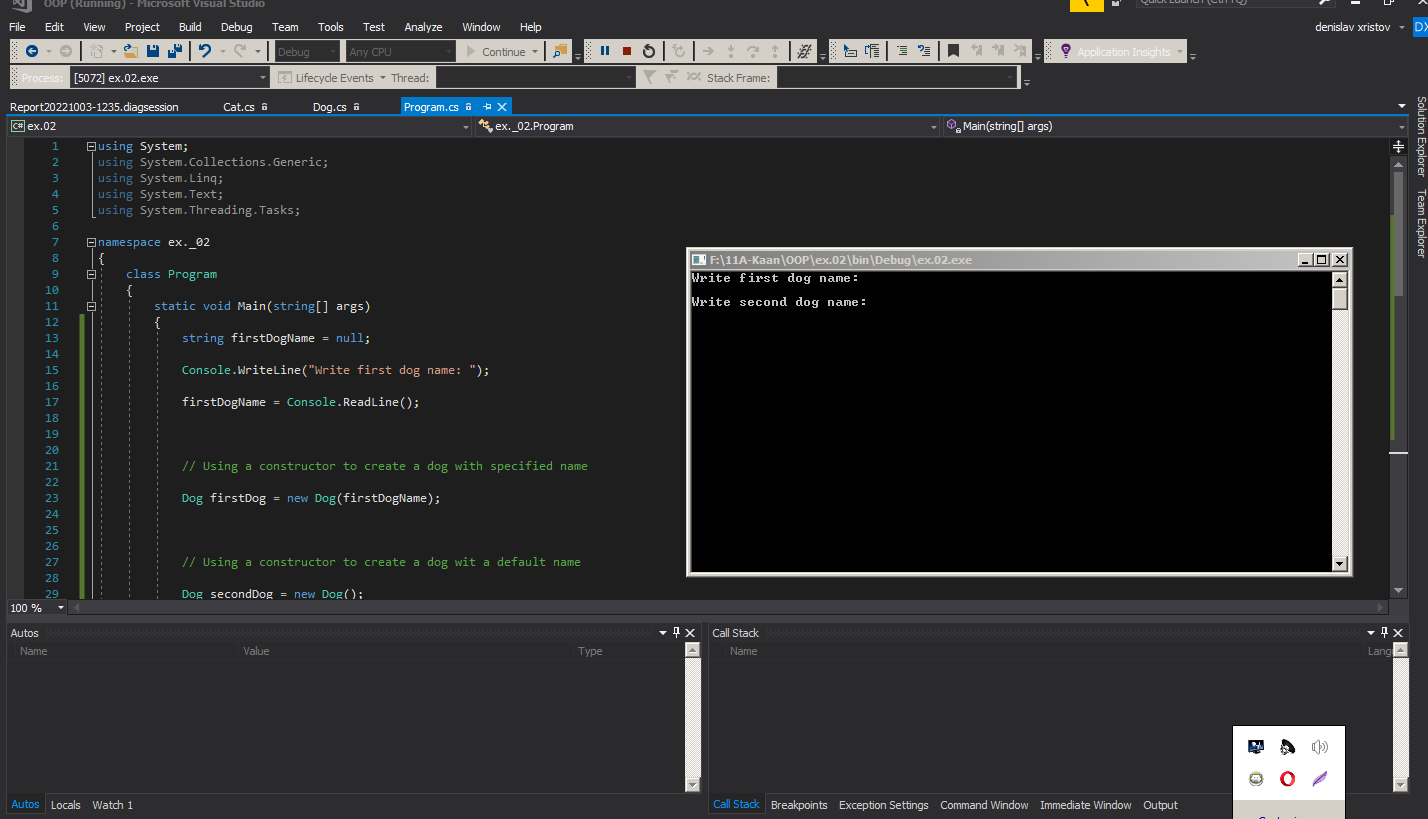 OOP (Running) - Microsoft Visual Studio
Quick Launch (Ctrl+Q)
File Edit View Project Build Debug Team Tools Test Analyze Window Help
denislav xristov DX
Debug Any CPU Continue Application Insights
Process: [5072] ex.02.exe Lifecycle Events Thread: Stack Frame:
Report20221003-1235.diagsession Cat.cs Dog.cs Program.cs
C# ex.02 ex._02.Program Main(string[] args)
1 using System;
2 using System.Collections.Generic;
3 using System.Linq;
4 using System.Text;
5 using System.Threading.Tasks;
6
7 namespace ex._02
8 {
9 class Program
10 {
11 static void Main(string[] args)
12 {
13 string firstDogName = null;
14
15 Console.WriteLine("Write first dog name: ");
16
17 firstDogName = Console.ReadLine();
18
19
20
21 // Using a constructor to create a dog with specified name
22
23 Dog firstDog = new Dog(firstDogName);
24
25
26
27 // Using a constructor to create a dog wit a default name
28
29 Dog secondDog = new Dog();
F:\11A-Kaan\OOP\ex.02\bin\Debug\ex.02.exe
Write first dog name:
Write second dog name:
Solution Explorer
Team Explorer
100 %
Autos
Name Value Type
Call Stack
Name Lang
Autos Locals Watch 1
Call Stack Breakpoints Exception Settings Command Window Immediate Window Output